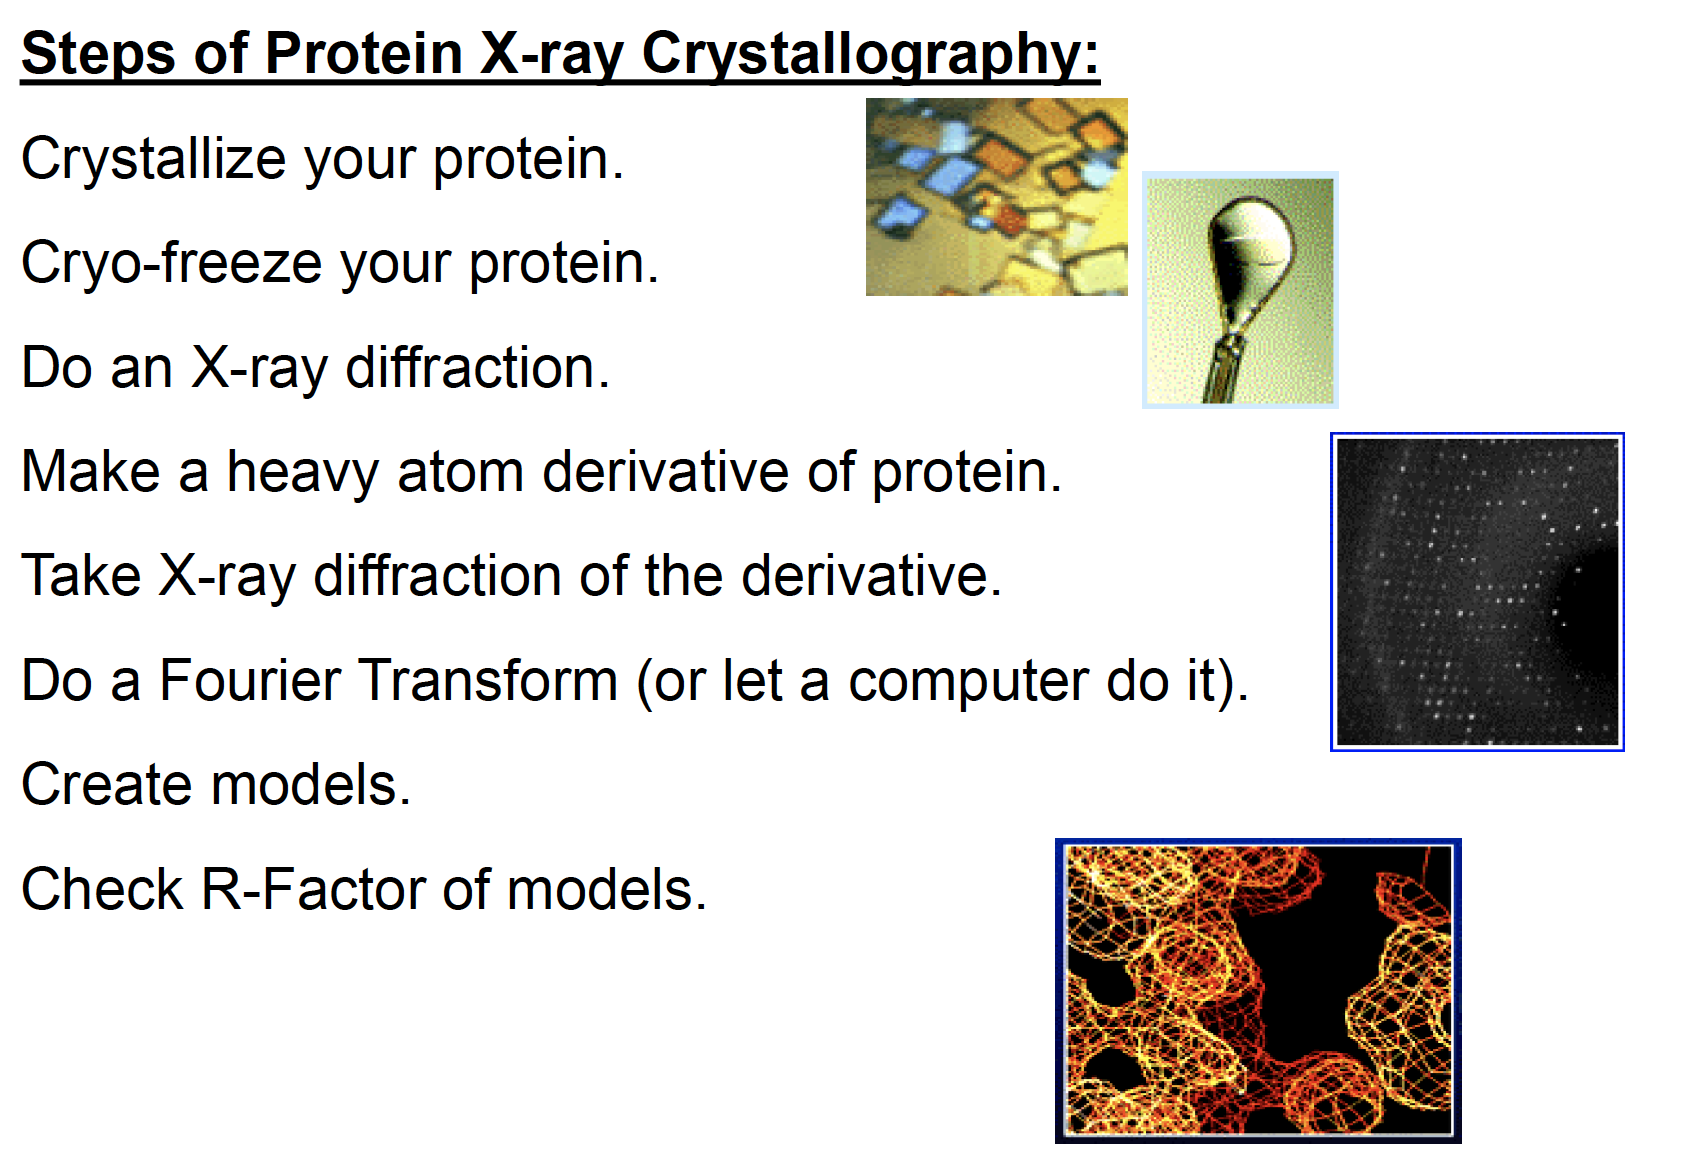 Steps of Protein X-ray Crystallography:
Crystallize your protein.
Cryo-freeze your protein.
Do an X-ray diffraction.
Make a heavy atom derivative of protein.
Take X-ray diffraction of the derivative.
Do a Fourier Transform (or let a computer do it).
Create models.
Check R-Factor of models.